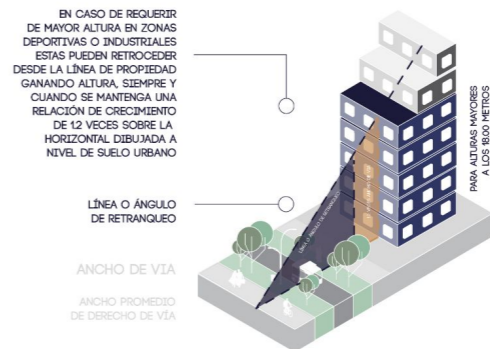 EN CASO DE REQUERIR
DE MAYOR ALTURA EN ZONAS
DEPORTIVAS O INDUSTRIALES
ESTAS PUEDEN RETROCEDER
DESDE LA LÍNEA DE PROPIEDAD
GANANDO ALTURA, SIEMPRE Y
CUANDO SE MANTENGA UNA
RELACIÓN DE CRECIMIENTO
DE 1.2 VECES SOBRE LA
HORIZONTAL DIBUJADA A
NIVEL DE SUELO URBANO
LÍNEA O ÁNGULO
DE RETRANQUEO
ANCHO DE VIA
ANCHO PROMEDIO
DE DERECHO DE VÍA
PARA ALTURAS MAYORES
A LOS 18.00 METROS